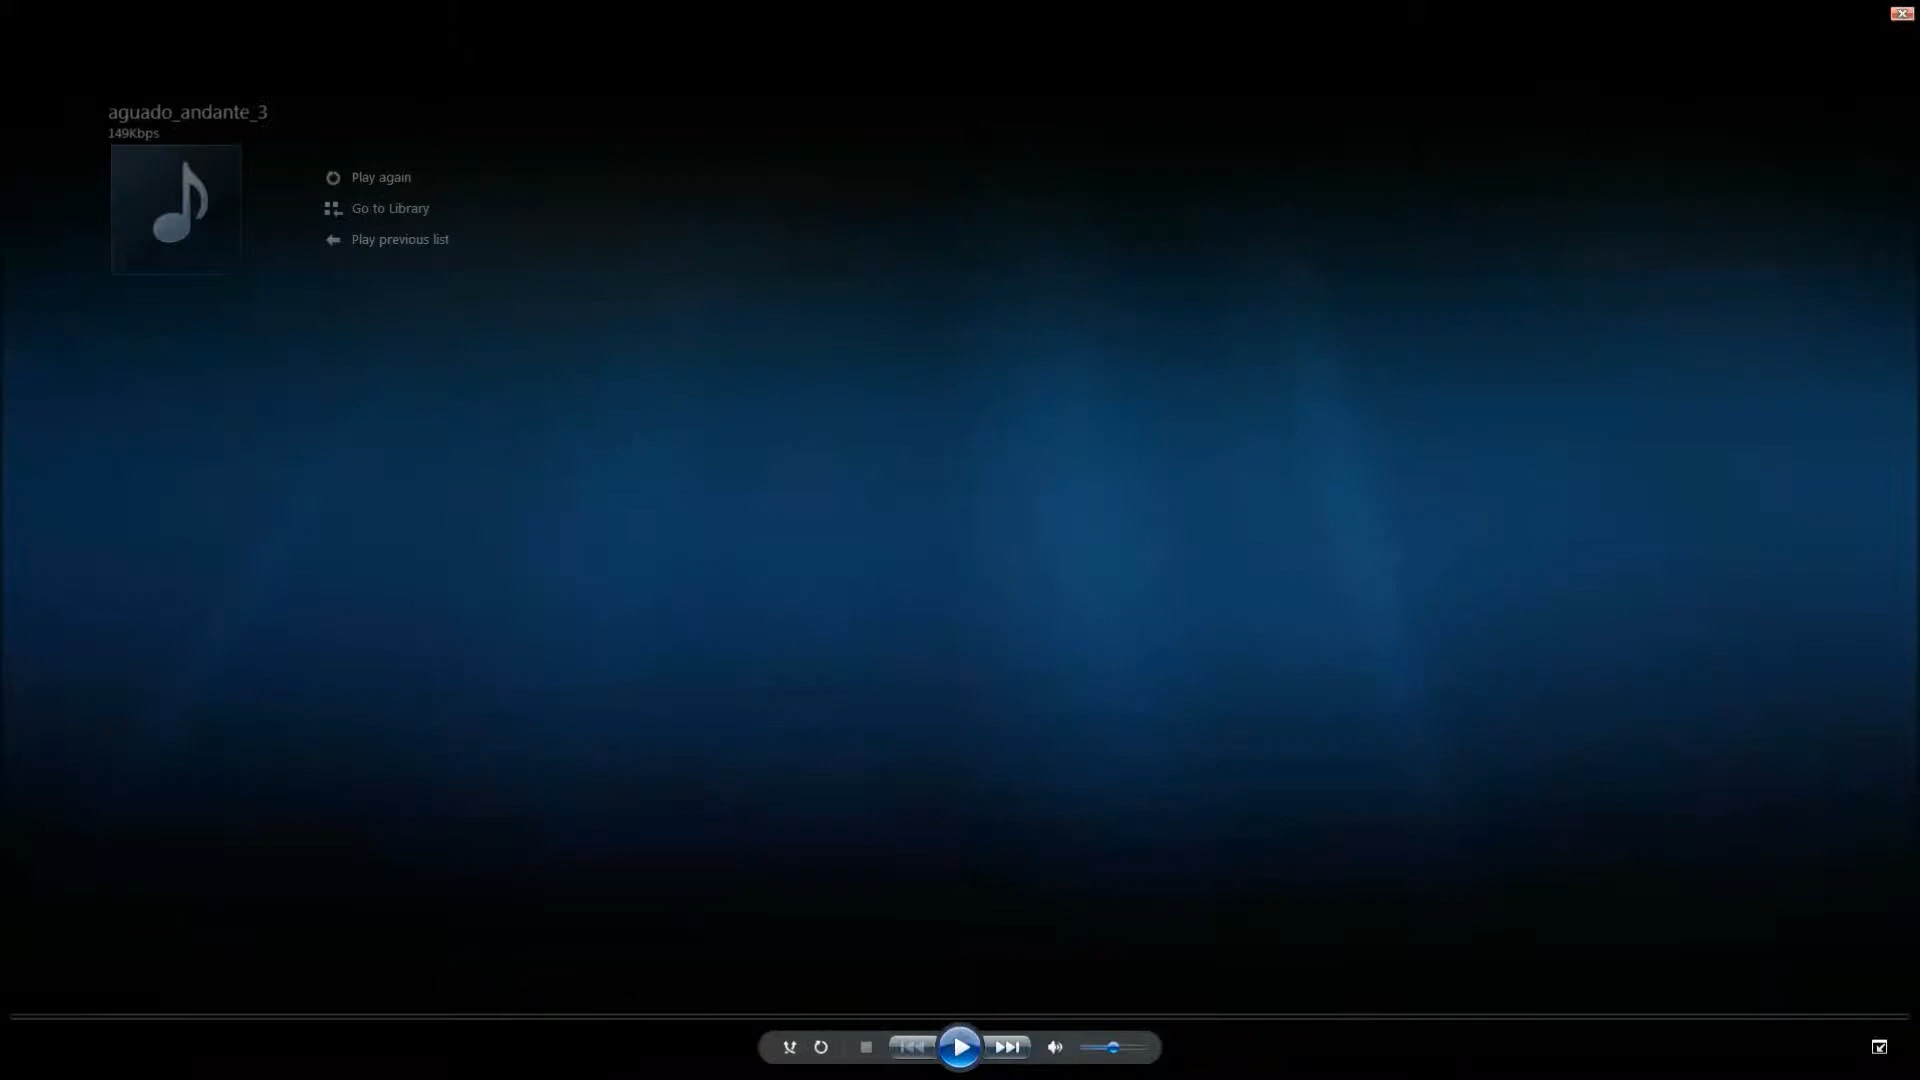 aguado_andante_3
149Kbps
Play again
Go to Library
Play previous list